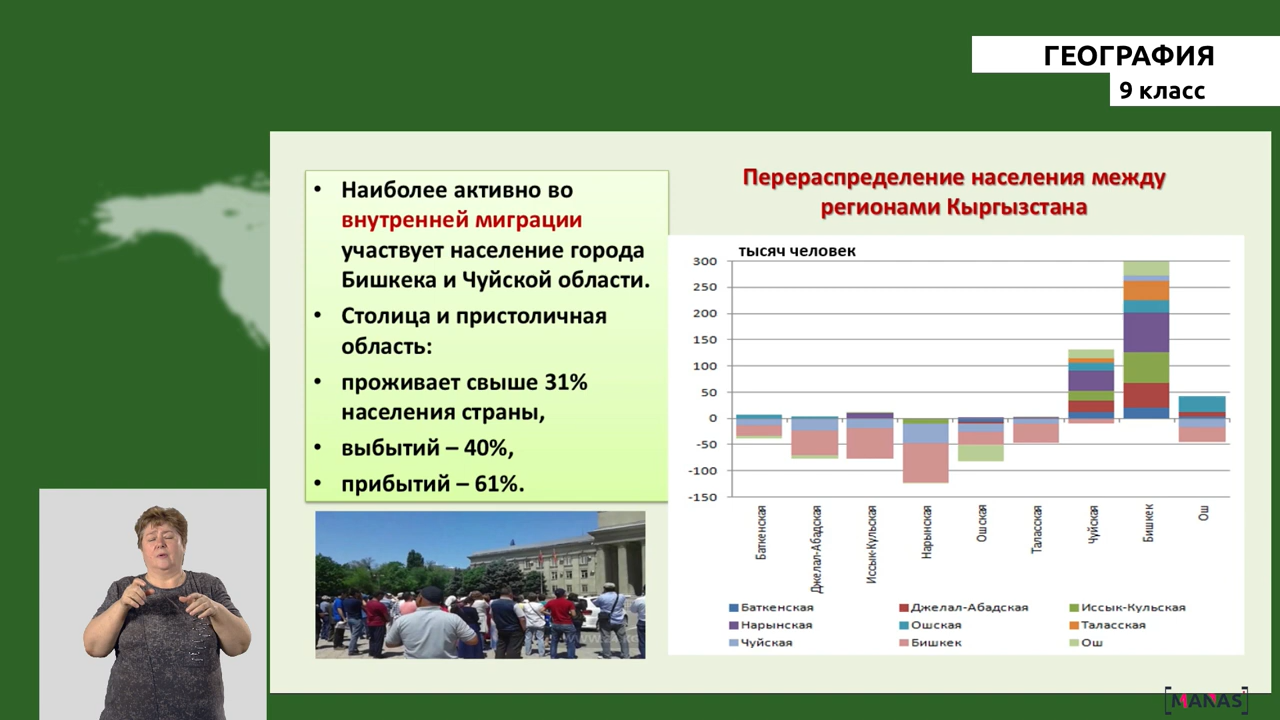 ГЕОГРАФИЯ
9 класс
• Наиболее активно во
внутренней миграции
участвует население города
Бишкека и Чуйской области.
• Столица и пристоличная
область:
• проживает свыше 31%
населения страны,
• выбытий – 40%,
• прибытий – 61%.
Перераспределение населения между
регионами Кыргызстана
тысяч человек
300
250
200
150
100
50
0
-50
-100
-150
Баткенская
Джелал-Абадская
Иссык-Кульская
Нарынская
Ошская
Таласская
Чуйская
Бишкек
Ош
Баткенская Джелал-Абадская Иссык-Кульская
Нарынская Ошская Таласская
Чуйская Бишкек Ош
[MANAS]